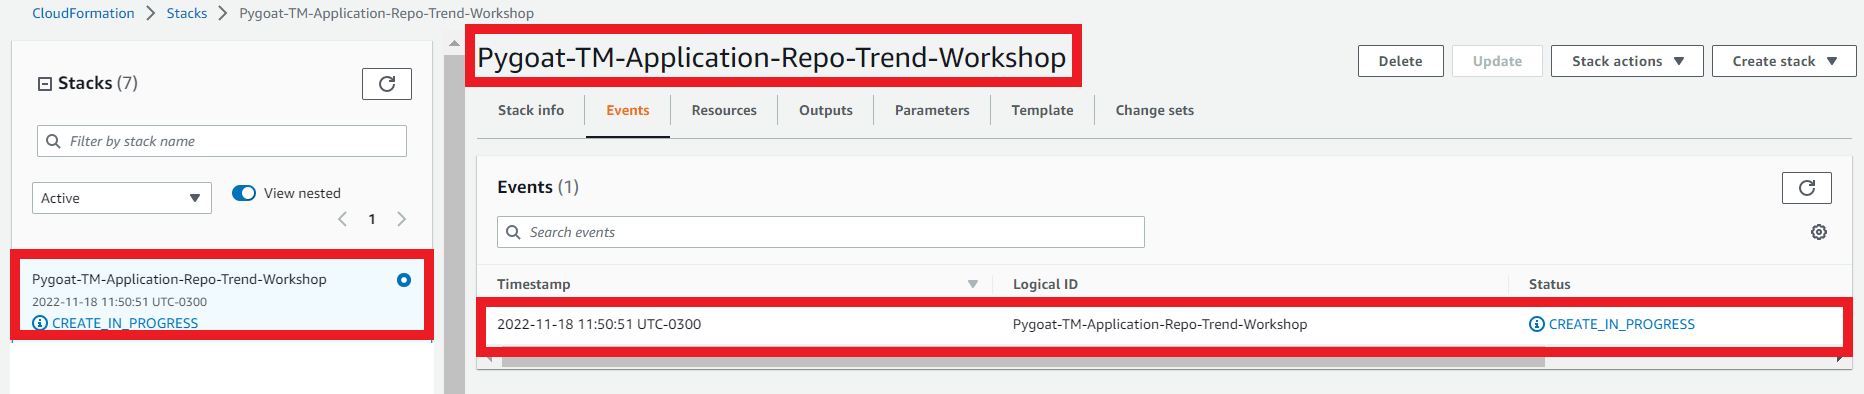 CloudFormation > Stacks > Pygoat-TM-Application-Repo-Trend-Workshop
Stacks (7)
Filter by stack name
Active
View nested
1
Pygoat-TM-Application-Repo-Trend-Workshop
2022-11-18 11:50:51 UTC-0300
CREATE_IN_PROGRESS
Pygoat-TM-Application-Repo-Trend-Workshop
Delete Update Stack actions Create stack
Stack info Events Resources Outputs Parameters Template Change sets
Events (1)
Search events
Timestamp Logical ID Status
2022-11-18 11:50:51 UTC-0300 Pygoat-TM-Application-Repo-Trend-Workshop CREATE_IN_PROGRESS